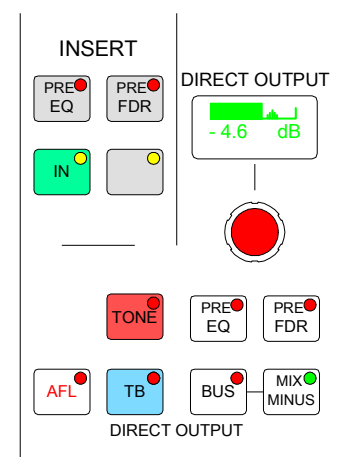 INSERT
PRE
EQ
PRE
FDR
DIRECT OUTPUT
- 4.6 dB
IN
TONE
PRE
EQ
PRE
FDR
AFL
TB
BUS
MIX
MINUS
DIRECT OUTPUT